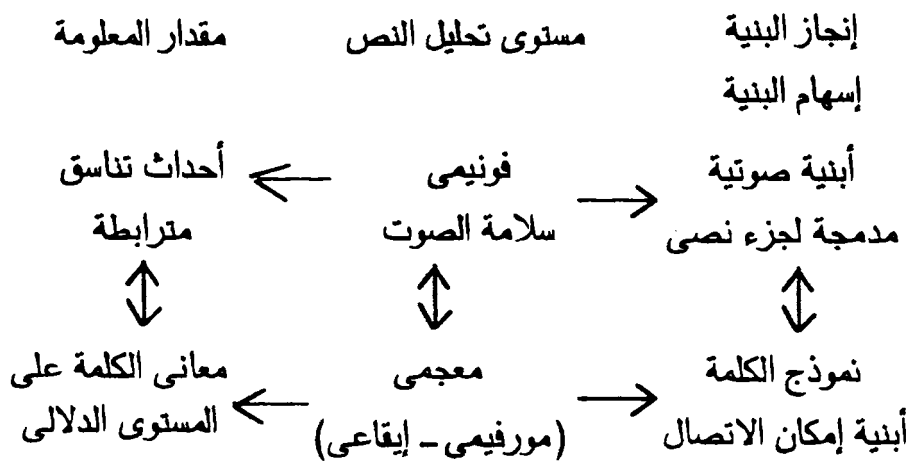 إنجاز البنية مستوى تحليل النص مقدار المعلومة
إسهام البنية
أبنية صوتية فونيمى أحداث تناسق
مدمجة لجزء نصى سلامة الصوت مترابطة
نموذج الكلمة معجمى معانى الكلمة على
أبنية إمكان الاتصال (مورفيمى ـ إيقاعى) المستوى الدلالى